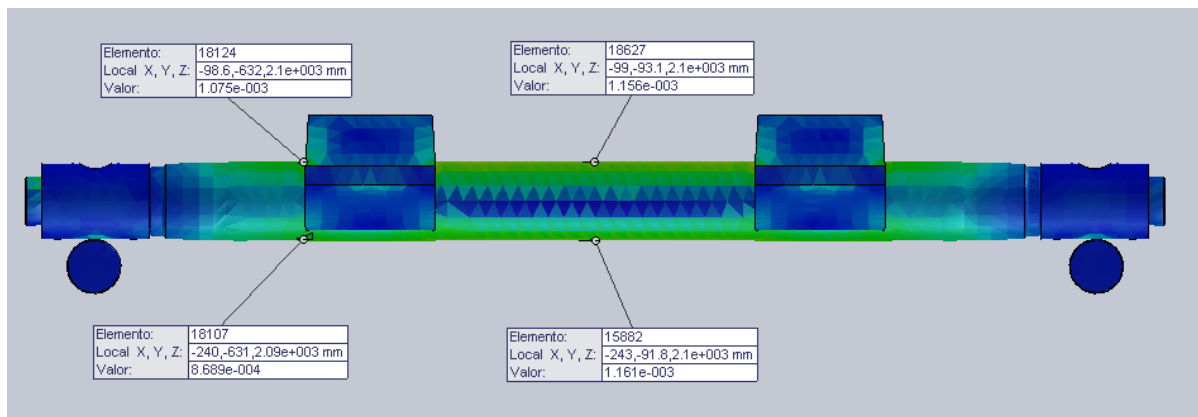 Elemento: 18124
Local X, Y, Z: -98.6,-632,2.1e+003 mm
Valor: 1.075e-003
Elemento: 18627
Local X, Y, Z: -99,-93.1,2.1e+003 mm
Valor: 1.156e-003
Elemento: 18107
Local X, Y, Z: -240,-631,2.09e+003 mm
Valor: 8.689e-004
Elemento: 15882
Local X, Y, Z: -243,-91.8,2.1e+003 mm
Valor: 1.161e-003